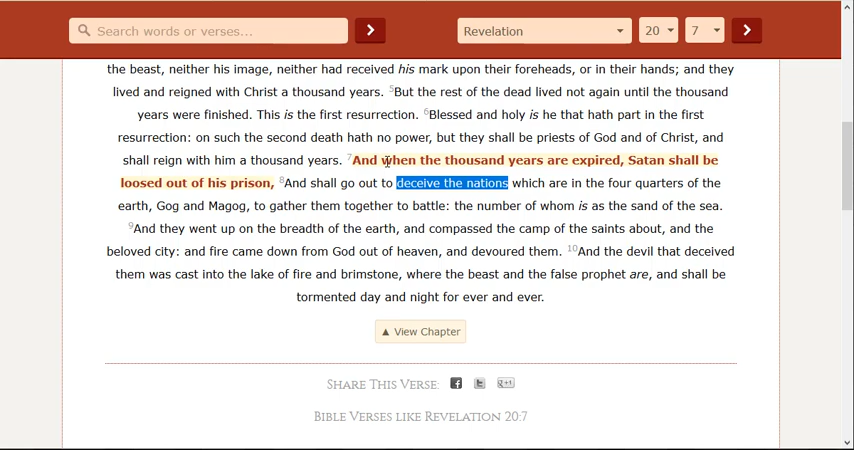 Search words or verses...
Revelation
20
7
the beast, neither his image, neither had received his mark upon their foreheads, or in their hands; and they
lived and reigned with Christ a thousand years. 5But the rest of the dead lived not again until the thousand
years were finished. This is the first resurrection. 6Blessed and holy is he that hath part in the first
resurrection: on such the second death hath no power, but they shall be priests of God and of Christ, and
shall reign with him a thousand years. 7And when the thousand years are expired, Satan shall be
loosed out of his prison, 8And shall go out to deceive the nations which are in the four quarters of the
earth, Gog and Magog, to gather them together to battle: the number of whom is as the sand of the sea.
9And they went up on the breadth of the earth, and compassed the camp of the saints about, and the
beloved city: and fire came down from God out of heaven, and devoured them. 10And the devil that deceived
them was cast into the lake of fire and brimstone, where the beast and the false prophet are, and shall be
tormented day and night for ever and ever.
▲ View Chapter
Share This Verse:
Bible Verses like Revelation 20:7